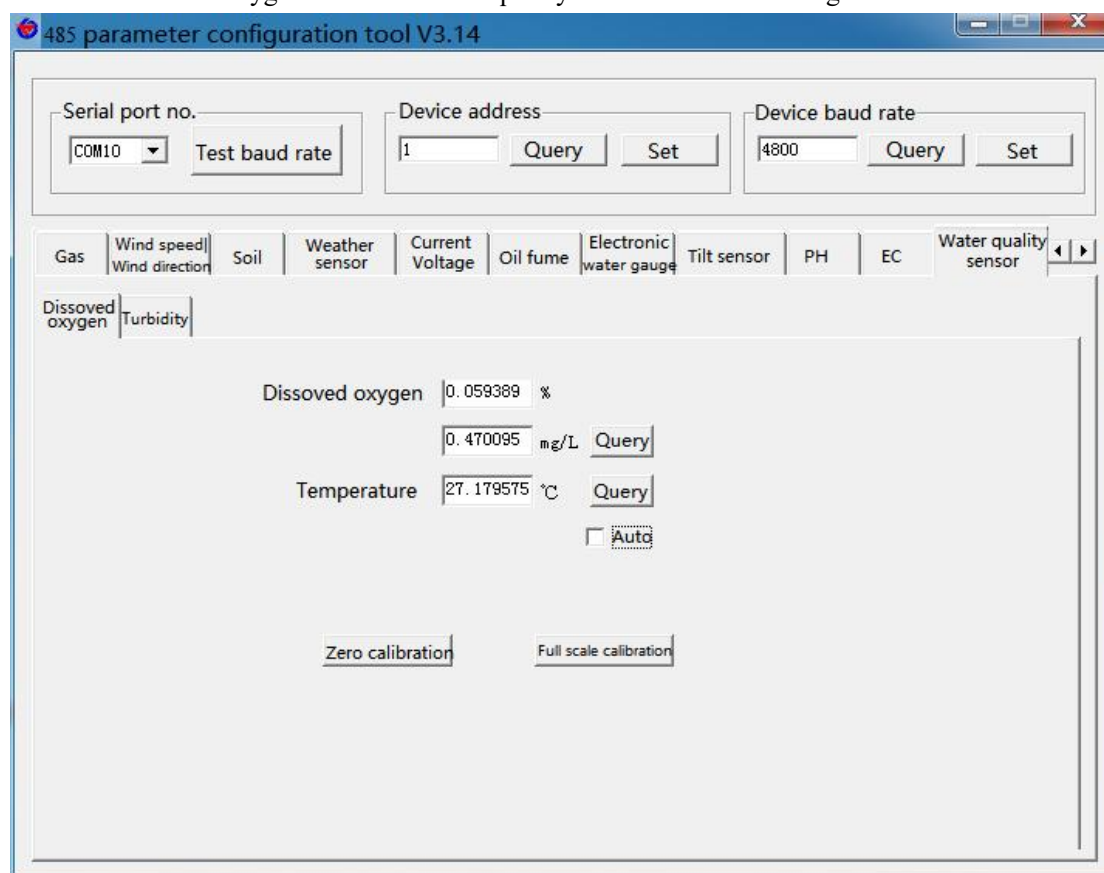 485 parameter configuration tool V3.14
Serial port no.
COM10
Test baud rate
Device address
1
Query
Set
Device baud rate
4800
Query
Set
Gas
Wind speed|
Wind direction
Soil
Weather
sensor
Current
Voltage
Oil fume
Electronic
water gauge
Tilt sensor
PH
EC
Water quality
sensor
Dissoved
oxygen
Turbidity
Dissoved oxygen 0.059389 %
0.470095 mg/L Query
Temperature 27.179575 ℃ Query
Auto
Zero calibration
Full scale calibration